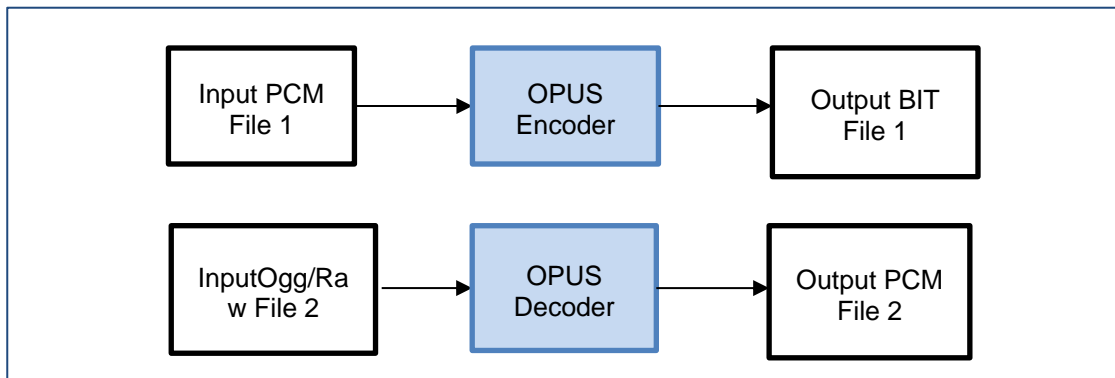 Input PCM
File 1
OPUS
Encoder
Output BIT
File 1
InputOgg/Ra
w File 2
OPUS
Decoder
Output PCM
File 2